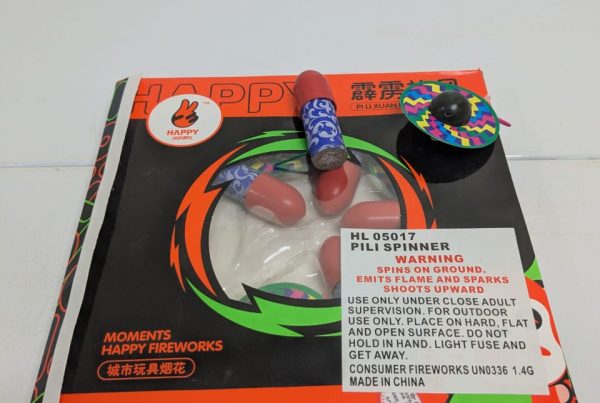 HAPPY
霹雳
PI LI XUAN
HAPPY
HL 05017
PILI SPINNER
WARNING
SPINS ON GROUND.
EMITS FLAME AND SPARKS
SHOOTS UPWARD
USE ONLY UNDER CLOSE ADULT
SUPERVISION. FOR OUTDOOR
USE ONLY. PLACE ON HARD, FLAT
AND OPEN SURFACE. DO NOT
HOLD IN HAND. LIGHT FUSE AND
GET AWAY.
CONSUMER FIREWORKS UN0336 1.4G
MADE IN CHINA
MOMENTS
HAPPY FIREWORKS
城市玩具烟花